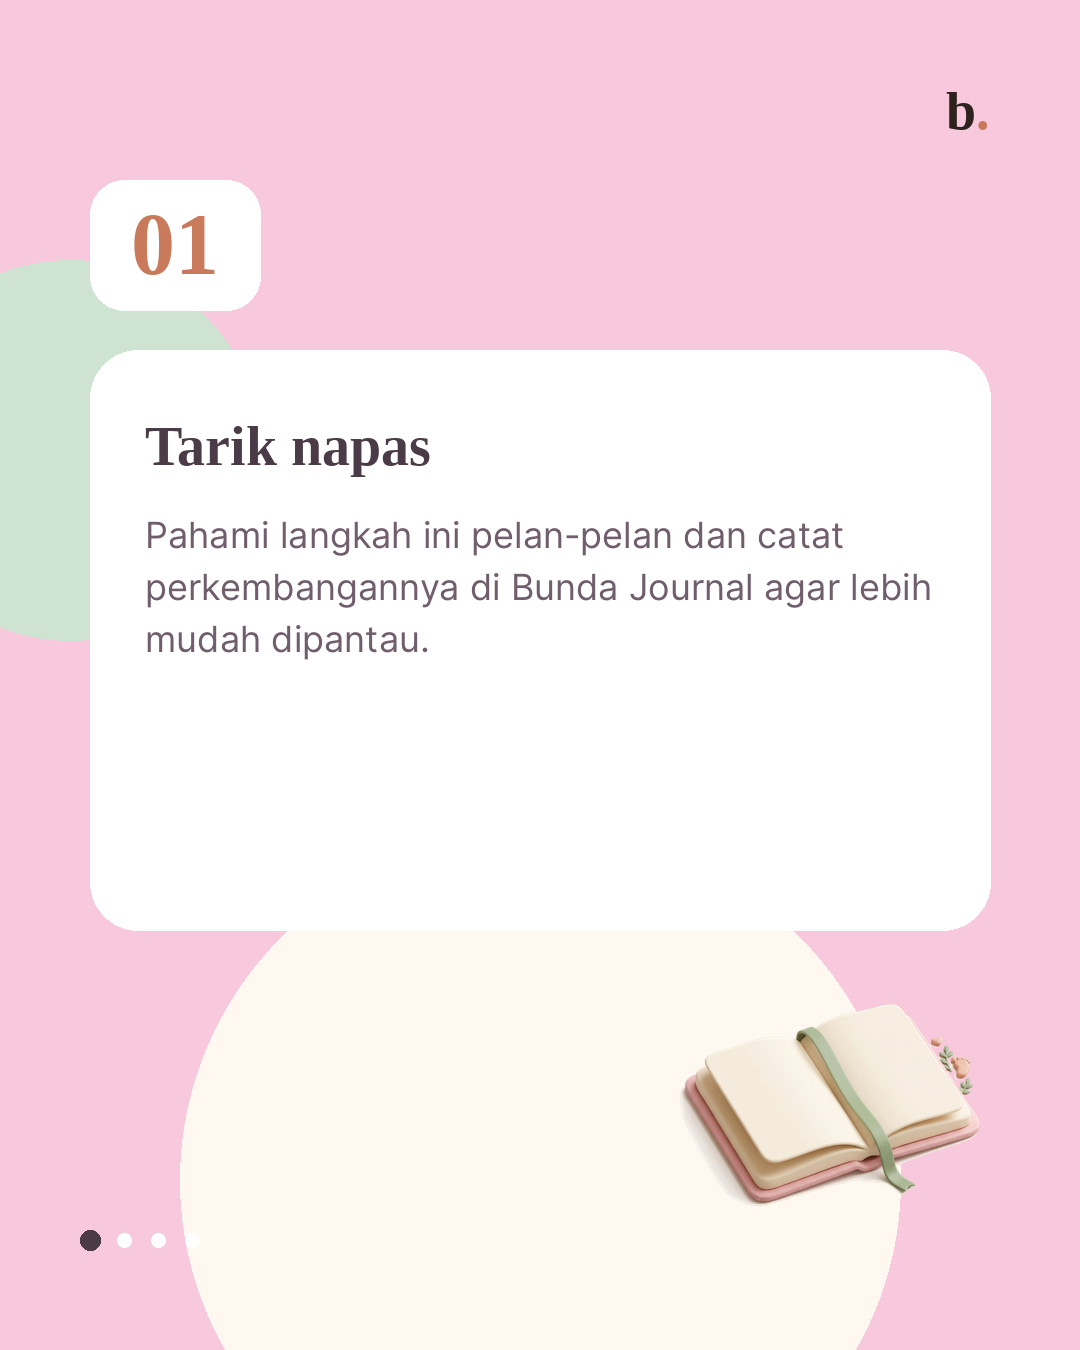 b.
01
Tarik napas
Pahami langkah ini pelan-pelan dan catat
perkembangannya di Bunda Journal agar lebih
mudah dipantau.